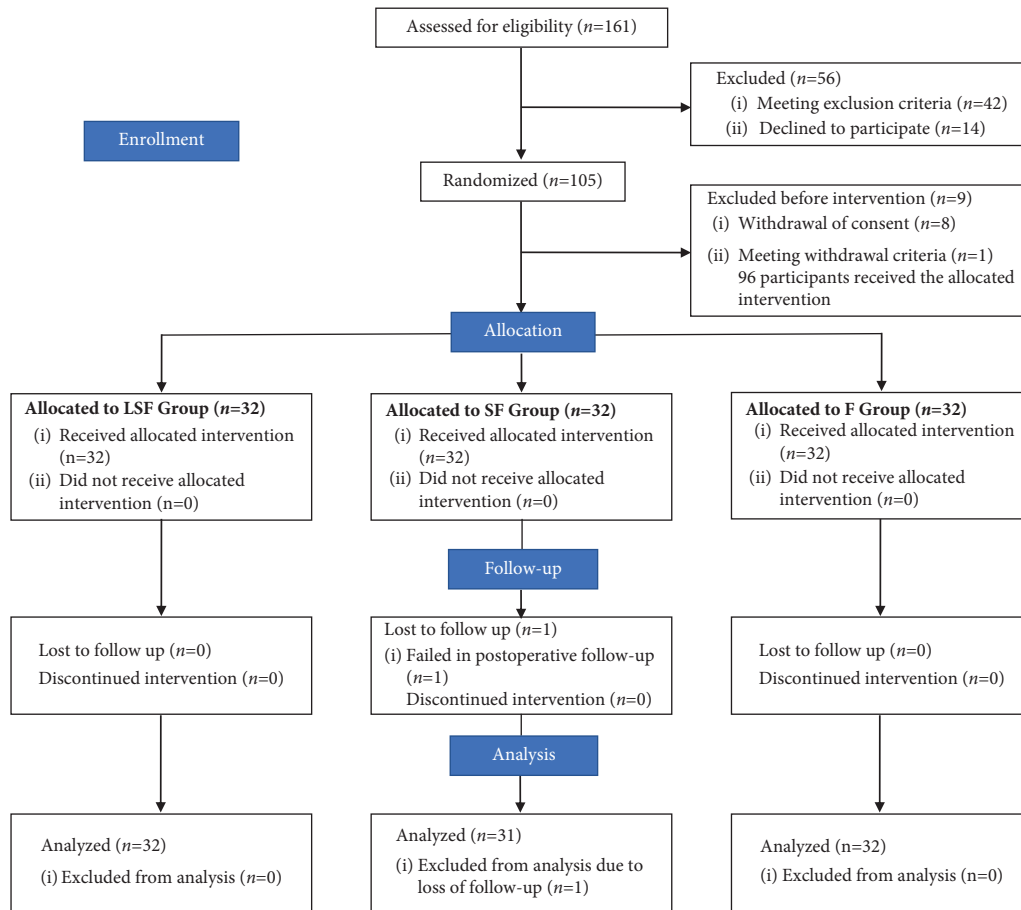 Assessed for eligibility (n=161)
Excluded (n=56)
(i) Meeting exclusion criteria (n=42)
(ii) Declined to participate (n=14)
Enrollment
Randomized (n=105)
Excluded before intervention (n=9)
(i) Withdrawal of consent (n=8)
(ii) Meeting withdrawal criteria (n=1)
96 participants received the allocated
intervention
Allocation
Allocated to LSF Group (n=32)
(i) Received allocated intervention
(n=32)
(ii) Did not receive allocated
intervention (n=0)
Allocated to SF Group (n=32)
(i) Received allocated intervention
(n=32)
(ii) Did not receive allocated
intervention (n=0)
Allocated to F Group (n=32)
(i) Received allocated intervention
(n=32)
(ii) Did not receive allocated
intervention (n=0)
Follow-up
Lost to follow up (n=0)
Discontinued intervention (n=0)
Lost to follow up (n=1)
(i) Failed in postoperative follow-up
(n=1)
Discontinued intervention (n=0)
Lost to follow up (n=0)
Discontinued intervention (n=0)
Analysis
Analyzed (n=32)
(i) Excluded from analysis (n=0)
Analyzed (n=31)
(i) Excluded from analysis due to
loss of follow-up (n=1)
Analyzed (n=32)
(i) Excluded from analysis (n=0)